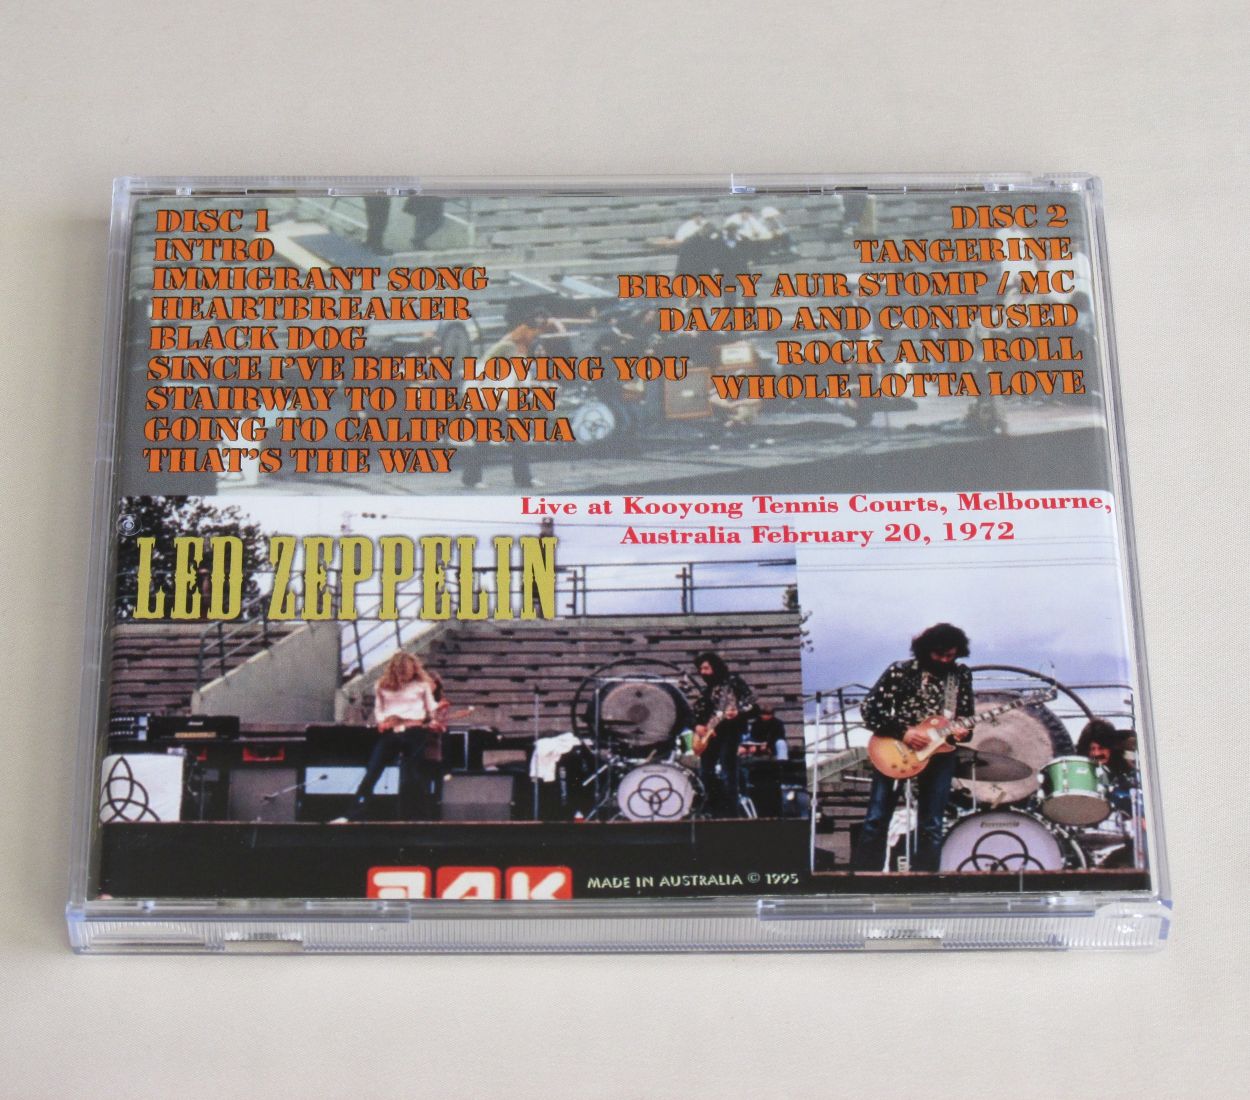 DISC 1
INTRO
IMMIGRANT SONG
HEARTBREAKER
BLACK DOG
SINCE I'VE BEEN LOVING YOU
STAIRWAY TO HEAVEN
GOING TO CALIFORNIA
THAT'S THE WAY
DISC 2
TANGERINE
BRON-Y AUR STOMP / MC
DAZED AND CONFUSED
ROCK AND ROLL
WHOLE LOTTA LOVE
Live at Kooyong Tennis Courts, Melbourne,
Australia February 20, 1972
LED ZEPPELIN
MADE IN AUSTRALIA © 1995